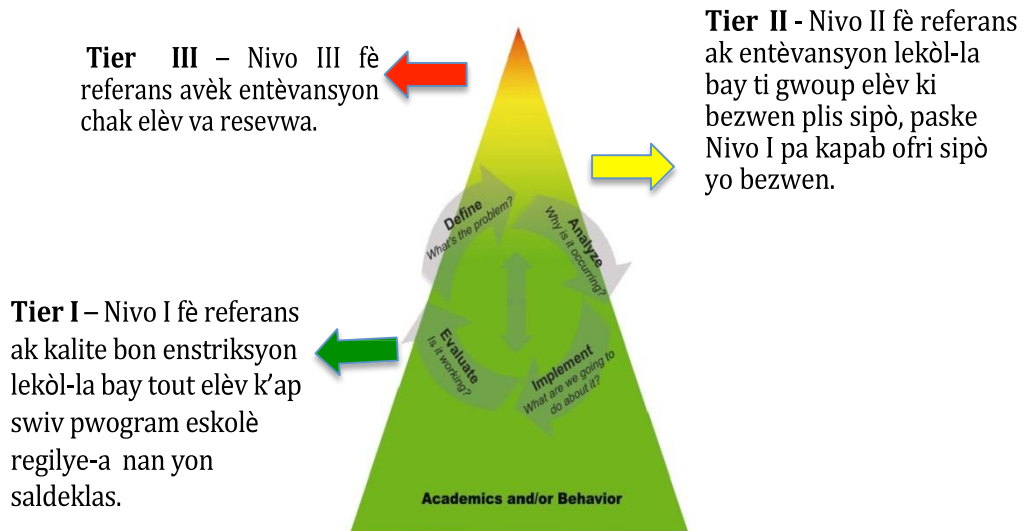 Tier III – Nivo III fè
referans avèk entèvansyon
chak elèv va resevwa.
Tier II - Nivo II fè referans
ak entèvansyon lekòl-la
bay ti gwoup elèv ki
bezwen plis sipò, paske
Nivo I pa kapab ofri sipò
yo bezwen.
Define
What's the problem?
Analyze
Why is it occurring?
Implement
What are we going to
do about it?
Evaluate
Is it working?
Tier I – Nivo I fè referans
ak kalite bon enstriksyon
lekòl-la bay tout elèv k’ap
swiv pwogram eskolè
regilye-a nan yon
saldeklas.
Academics and/or Behavior